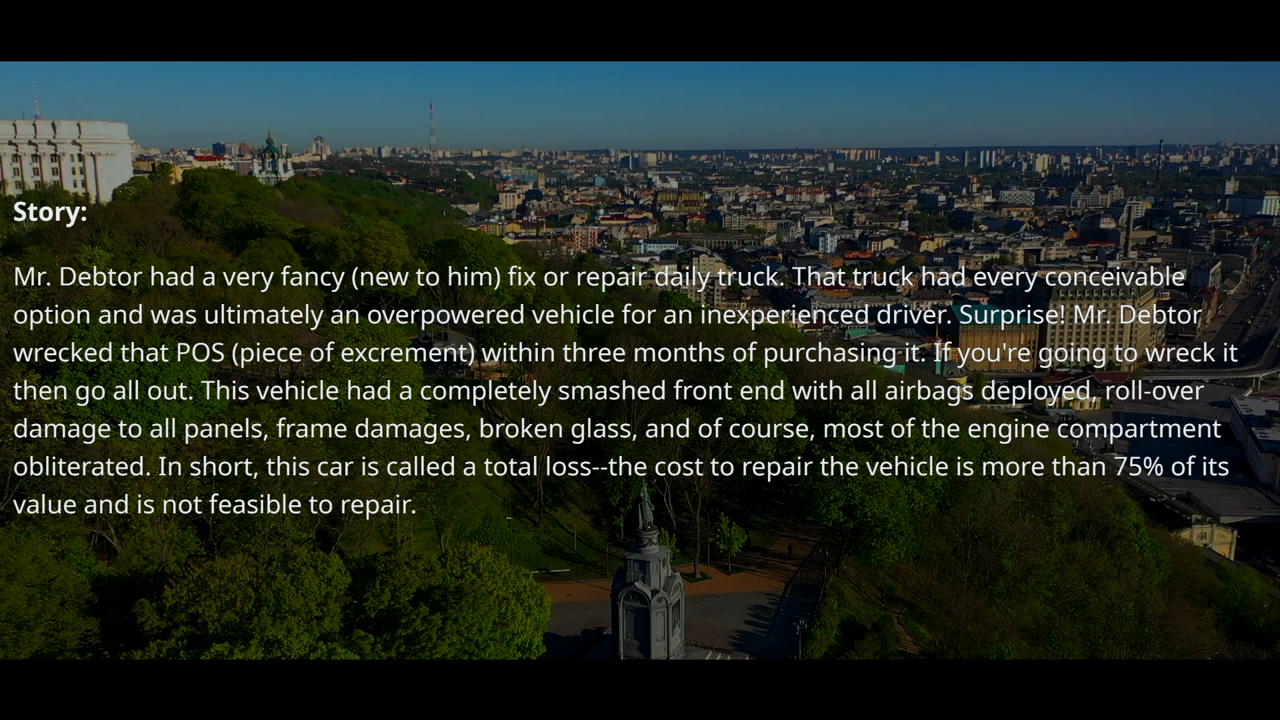 Story:
Mr. Debtor had a very fancy (new to him) fix or repair daily truck. That truck had every conceivable
option and was ultimately an overpowered vehicle for an inexperienced driver. Surprise! Mr. Debtor
wrecked that POS (piece of excrement) within three months of purchasing it. If you're going to wreck it
then go all out. This vehicle had a completely smashed front end with all airbags deployed, roll-over
damage to all panels, frame damages, broken glass, and of course, most of the engine compartment
obliterated. In short, this car is called a total loss--the cost to repair the vehicle is more than 75% of its
value and is not feasible to repair.